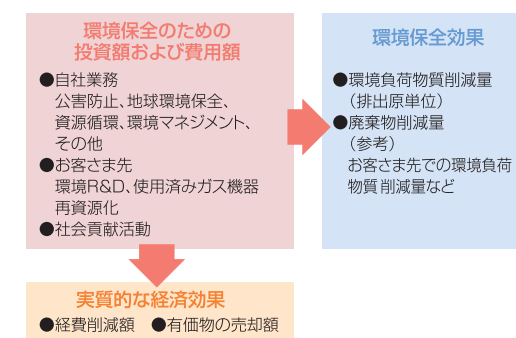 環境保全のための
投資額および費用額
●自社業務
公害防止、地球環境保全、
資源循環、環境マネジメント、
その他
●お客さま先
環境R&D、使用済みガス機器
再資源化
●社会貢献活動
環境保全効果
●環境負荷物質削減量
（排出原単位）
●廃棄物削減量
（参考）
お客さま先での環境負荷
物質削減量など
実質的な経済効果
●経費削減額 ●有価物の売却額